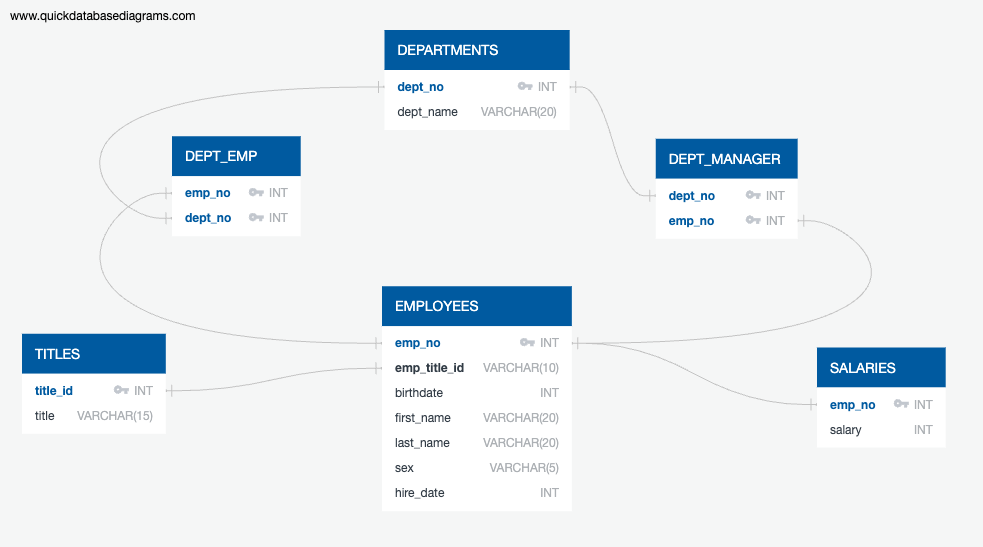 www.quickdatabasediagrams.com
DEPARTMENTS
dept_no INT
dept_name VARCHAR(20)
DEPT_EMP
emp_no INT
dept_no INT
DEPT_MANAGER
dept_no INT
emp_no INT
EMPLOYEES
emp_no INT
emp_title_id VARCHAR(10)
birthdate INT
first_name VARCHAR(20)
last_name VARCHAR(20)
sex VARCHAR(5)
hire_date INT
TITLES
title_id INT
title VARCHAR(15)
SALARIES
emp_no INT
salary INT